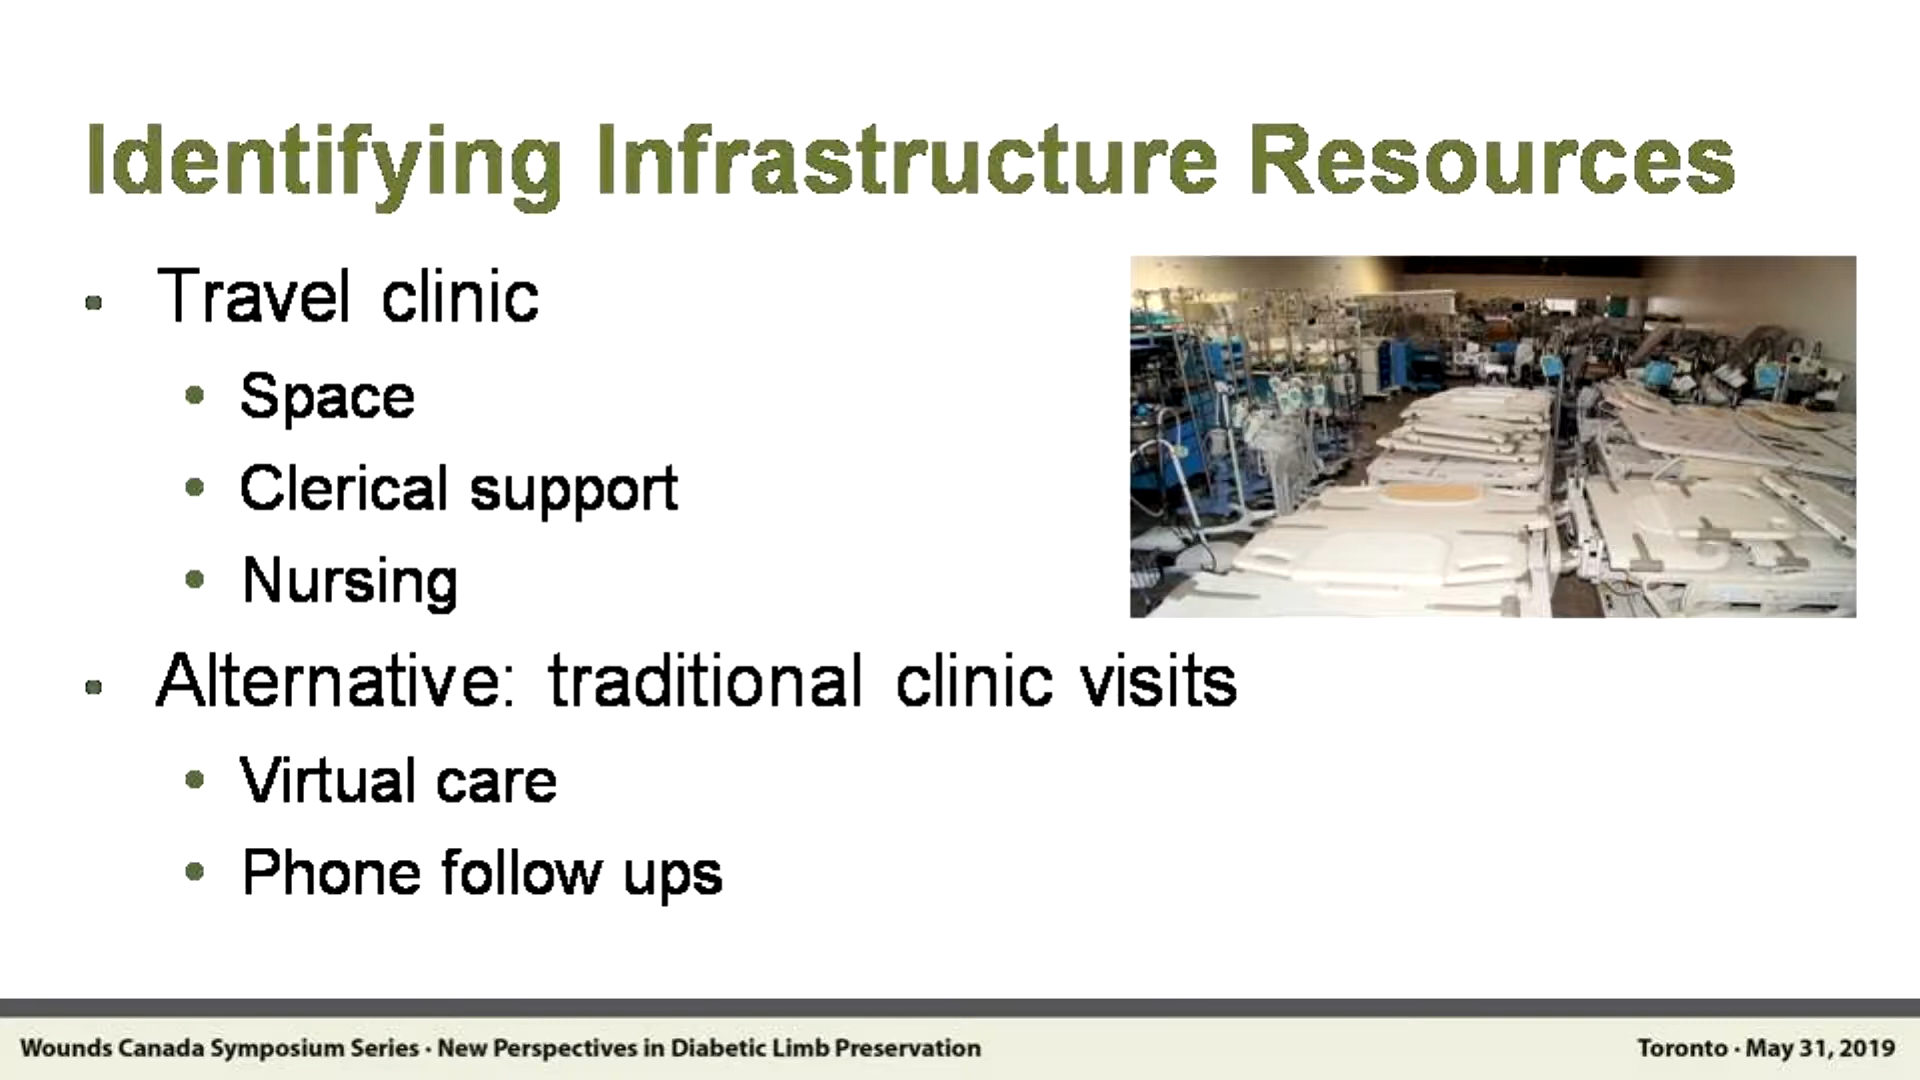 Identifying Infrastructure Resources
Travel clinic
Space
Clerical support
Nursing
Alternative: traditional clinic visits
Virtual care
Phone follow ups
Wounds Canada Symposium Series · New Perspectives in Diabetic Limb Preservation
Toronto · May 31, 2019